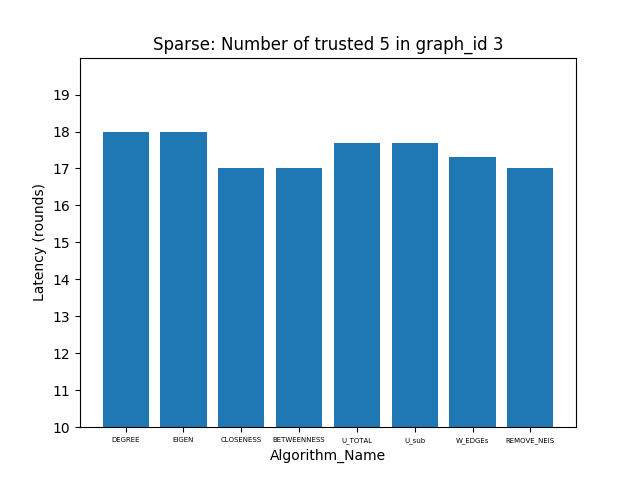 Sparse: Number of trusted 5 in graph_id 3
Latency (rounds)
19
18
17
16
15
14
13
12
11
10
DEGREE EIGEN CLOSENESS BETWEENNESS U_TOTAL U_sub W_EDGEs REMOVE_NEIS
Algorithm_Name